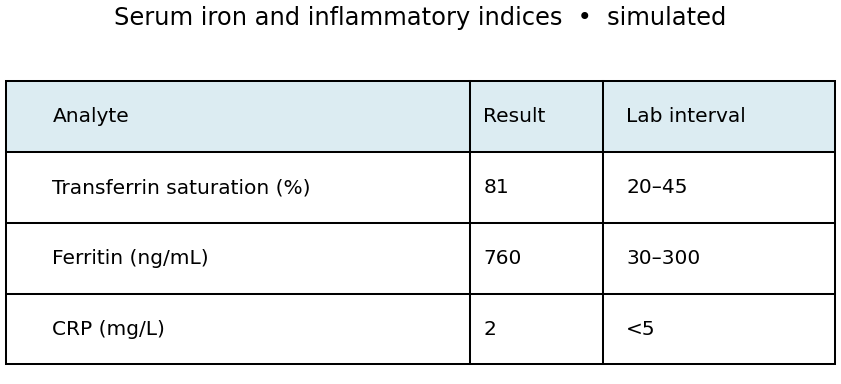 Serum iron and inflammatory indices • simulated
Analyte Result Lab interval
Transferrin saturation (%) 81 20–45
Ferritin (ng/mL) 760 30–300
CRP (mg/L) 2 <5